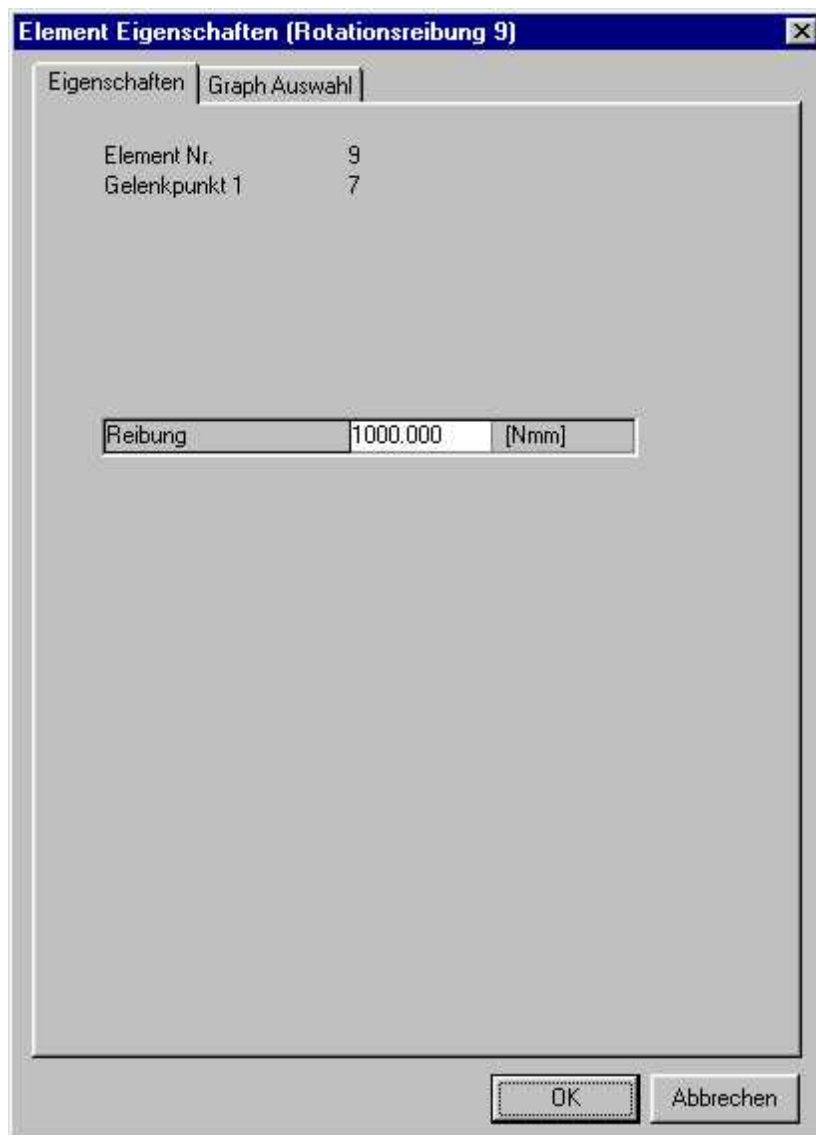 Element Eigenschaften (Rotationsreibung 9)
Eigenschaften Graph Auswahl
Element Nr. 9
Gelenkpunkt 1 7
Reibung 1000.000 [Nmm]
OK Abbrechen